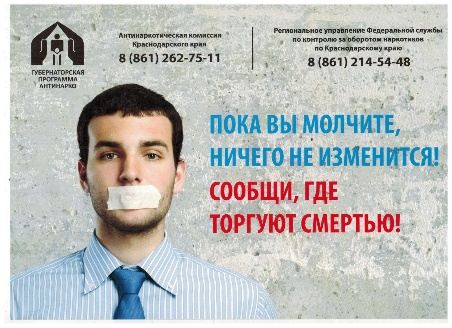 ГУБЕРНАТОРСКАЯ
ПРОГРАММА
АНТИНАРКО
Антинаркотическая комиссия
Краснодарского края
8 (861) 262-75-11
Региональное управление Федеральной службы
по контролю за оборотом наркотиков
по Краснодарскому краю
8 (861) 214-54-48
ПОКА ВЫ МОЛЧИТЕ,
НИЧЕГО НЕ ИЗМЕНИТСЯ!
СООБЩИ, ГДЕ
ТОРГУЮТ СМЕРТЬЮ!